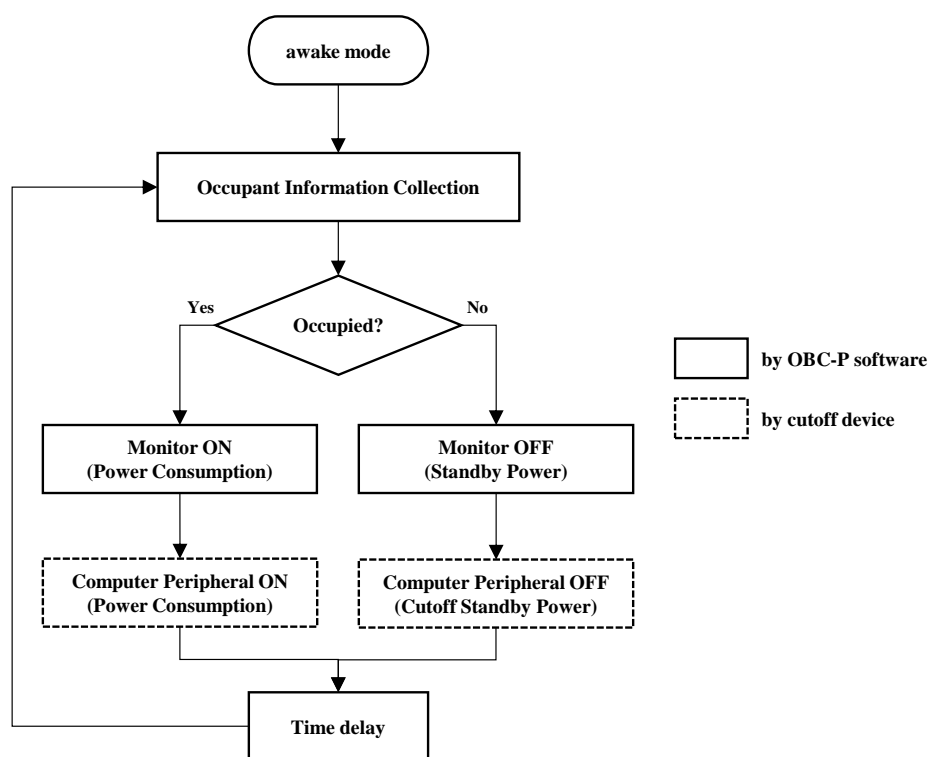 awake mode
Occupant Information Collection
Occupied?
Yes
No
Monitor ON
(Power Consumption)
Monitor OFF
(Standby Power)
Computer Peripheral ON
(Power Consumption)
Computer Peripheral OFF
(Cutoff Standby Power)
Time delay
by OBC-P software
by cutoff device